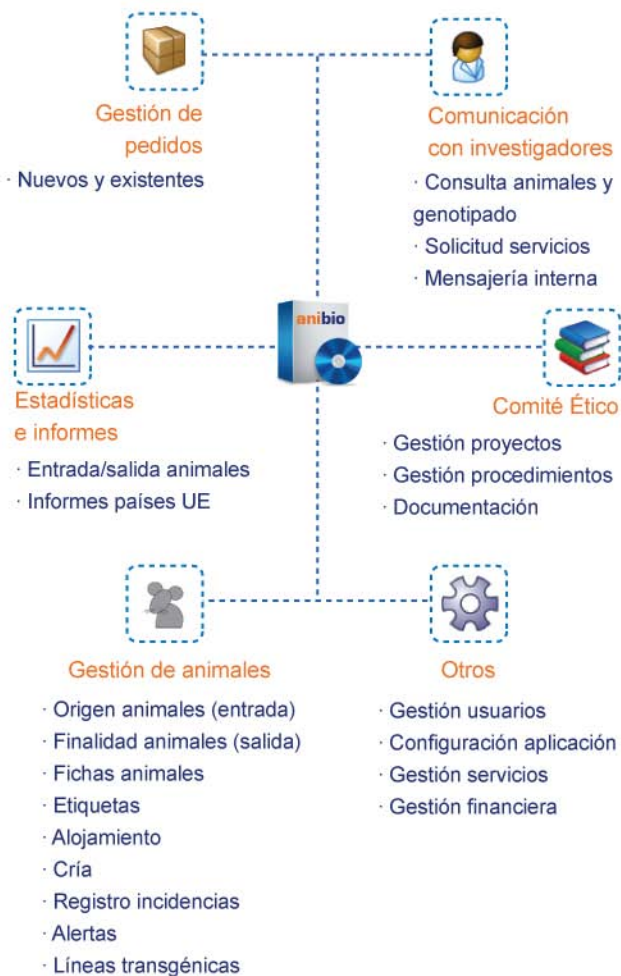 Gestión de
pedidos
· Nuevos y existentes
Comunicación
con investigadores
· Consulta animales y
genotipado
· Solicitud servicios
· Mensajería interna
anibio
Estadísticas
e informes
· Entrada/salida animales
· Informes países UE
Comité Ético
· Gestión proyectos
· Gestión procedimientos
· Documentación
Gestión de animales
· Origen animales (entrada)
· Finalidad animales (salida)
· Fichas animales
· Etiquetas
· Alojamiento
· Cría
· Registro incidencias
· Alertas
· Líneas transgénicas
Otros
· Gestión usuarios
· Configuración aplicación
· Gestión servicios
· Gestión financiera